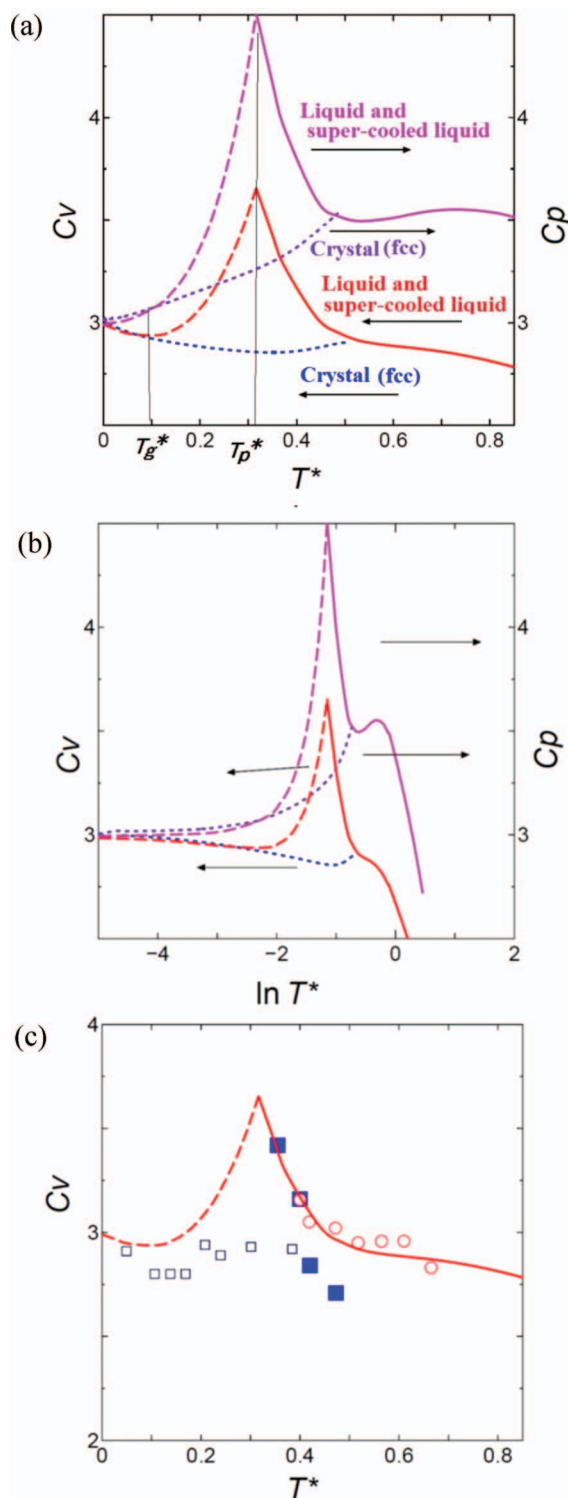 (a)
4
Liquid and
super-cooled liquid
Cv
Cp
Crystal (fcc)
Liquid and
super-cooled liquid
3
3
Crystal (fcc)
0
0.2
0.4
0.6
0.8
Tg*
Tp*
T*
(b)
4
4
Cv
Cp
3
3
−4
−2
0
2
ln T*
(c)
4
Cv
3
2
0
0.2
0.4
0.6
0.8
T*